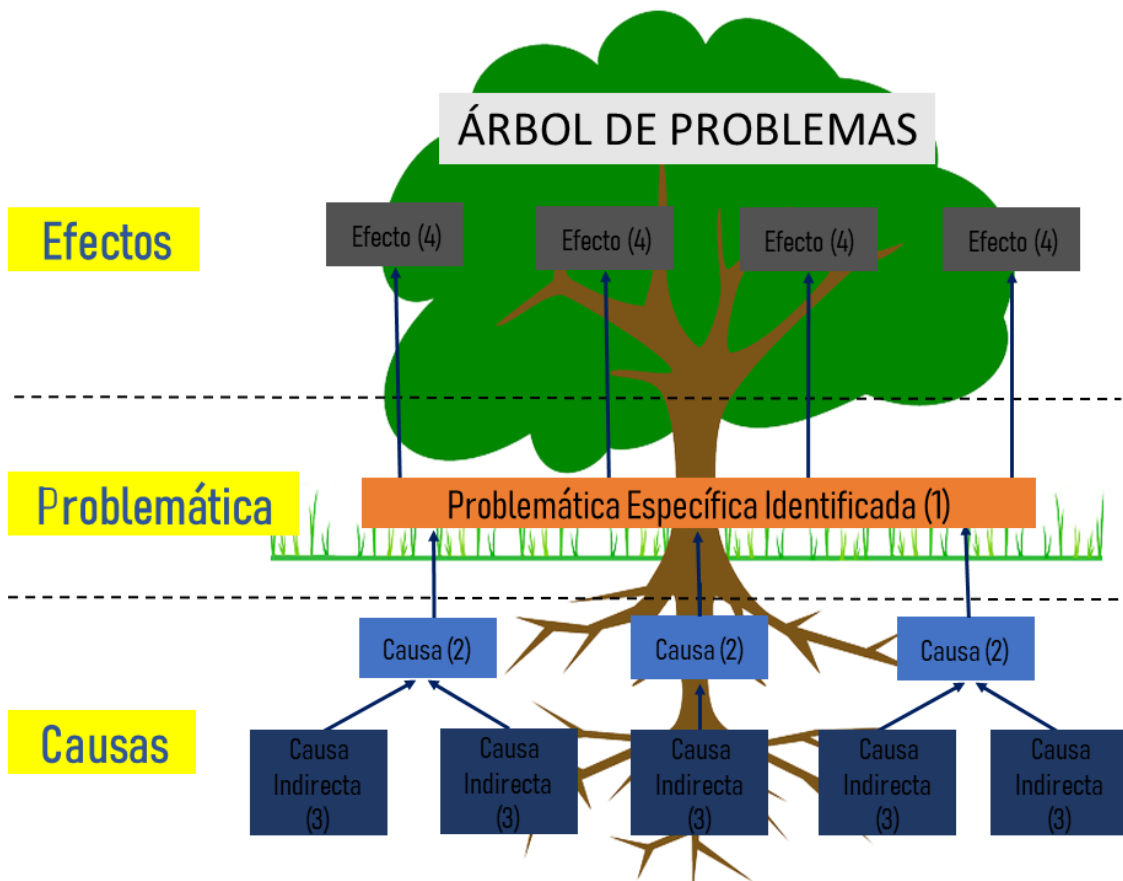 ÁRBOL DE PROBLEMAS
Efectos
Efecto (4)
Efecto (4)
Efecto (4)
Efecto (4)
Problemática
Problemática Específica Identificada (1)
Causa (2)
Causa (2)
Causa (2)
Causas
Causa
Indirecta
(3)
Causa
Indirecta
(3)
Causa
Indirecta
(3)
Causa
Indirecta
(3)
Causa
Indirecta
(3)